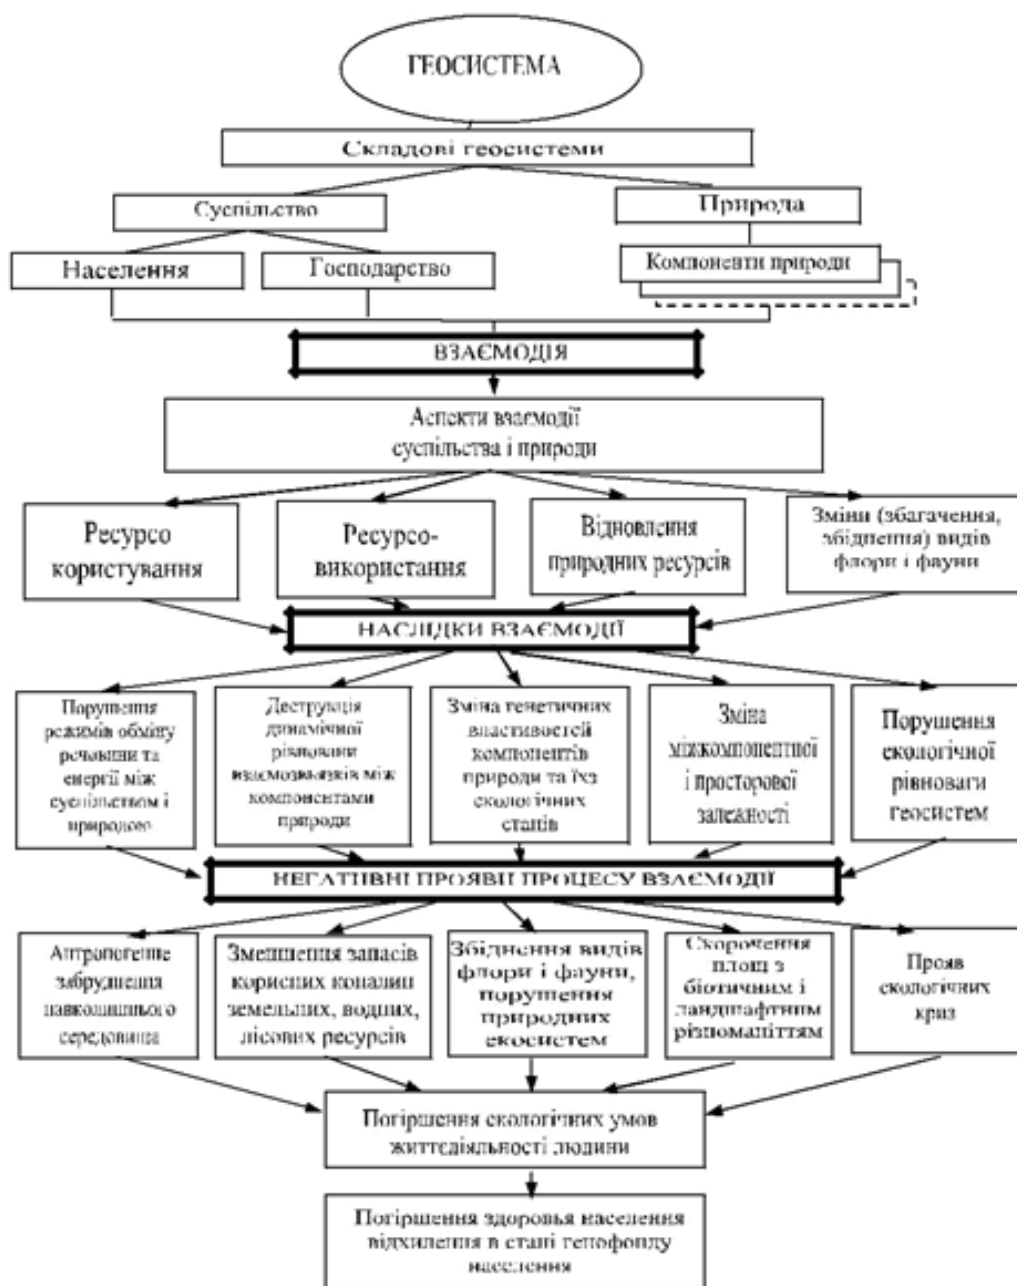 ГЕОСИСТЕМА
Складові геосистеми
Суспільство
Природа
Населення
Господарство
Компоненти природи
ВЗАЄМОДІЯ
Аспекти взаємодії
суспільства і природи
Ресурсо
користування
Ресурсо-
використання
Відновлення
природних ресурсів
Зміни (збагачення,
збіднення) видів
флори і фауни
НАСЛІДКИ ВЗАЄМОДІЇ
Порушення
режимів обміну
речовини та
енергії між
суспільством і
природою
Деструкція
динамічної
рівноваги
взаємозвязків між
компонентами
природи
Зміна генетичних
властивостей
компонентів
природи та їхз
екологічних
станів
Зміна
міжкомпонентної
і просторової
залежності
Порушення
екологічної
рівноваги
геосистем
НЕГАТИВНІ ПРОЯВИ ПРОЦЕСУ ВЗАЄМОДІЇ
Антропогенне
забруднення
навколишнього
середовища
Зменшення запасів
корисних копалин
земельних, водних,
лісових ресурсів
Збіднення видів
флори і фауни,
порушення
природних
екосистем
Скорочення
площ з
біотичним і
ландшафтним
різноманіттям
Прояв
екологічних
криз
Погіршення екологічних умов
життєдіяльності людини
Погіршення здоровья населення
відхилення в стані генофонду
населення